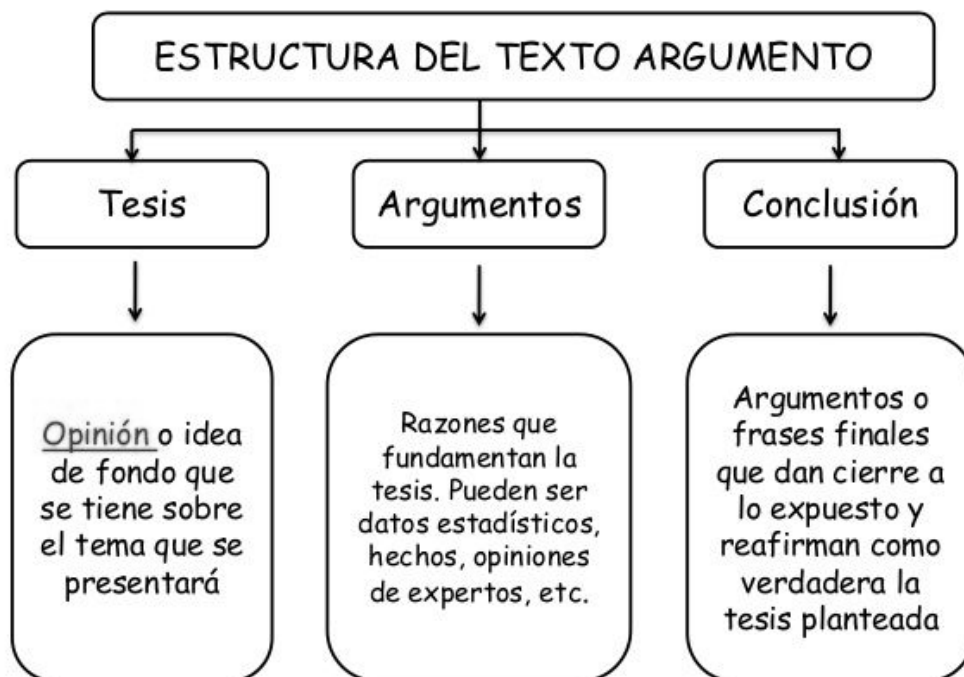 ESTRUCTURA DEL TEXTO ARGUMENTO
Tesis
Argumentos
Conclusión
Opinión o idea
de fondo que
se tiene sobre
el tema que se
presentará
Razones que
fundamentan la
tesis. Pueden ser
datos estadísticos,
hechos, opiniones
de expertos, etc.
Argumentos o
frases finales
que dan cierre a
lo expuesto y
reafirman como
verdadera la
tesis planteada